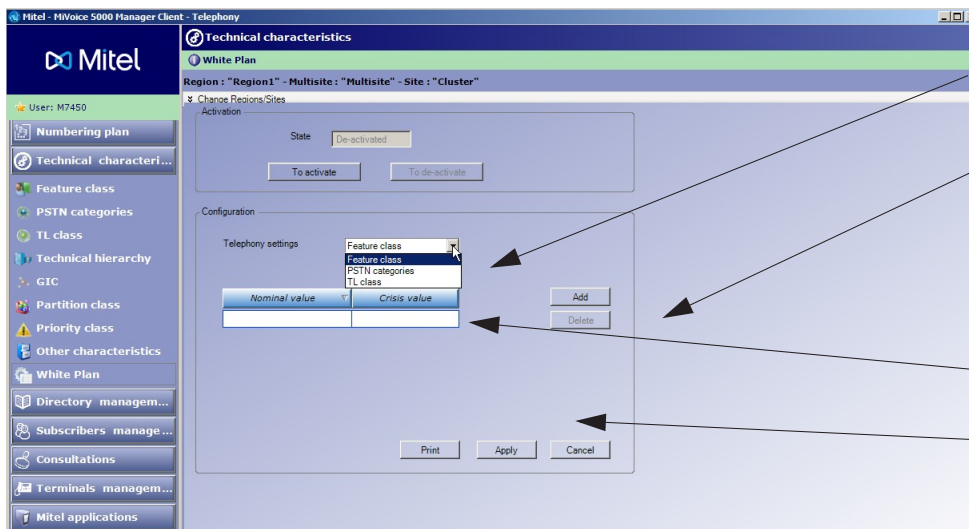 Mitel - MiVoice 5000 Manager Client - Telephony
Mitel
User: M7450
Numbering plan
Technical characteri...
Feature class
PSTN categories
TL class
Technical hierarchy
GIC
Partition class
Priority class
Other characteristics
White Plan
Directory managem...
Subscribers manage...
Consultations
Terminals managem...
Mitel applications
Technical characteristics
White Plan
Region : "Region1" - Multisite : "Multisite" - Site : "Cluster"
Change Regions/Sites
Activation
State De-activated
To activate To de-activate
Configuration
Telephony settings Feature class
Feature class
PSTN categories
TL class
Nominal value Crisis value Add
Delete
Print Apply Cancel